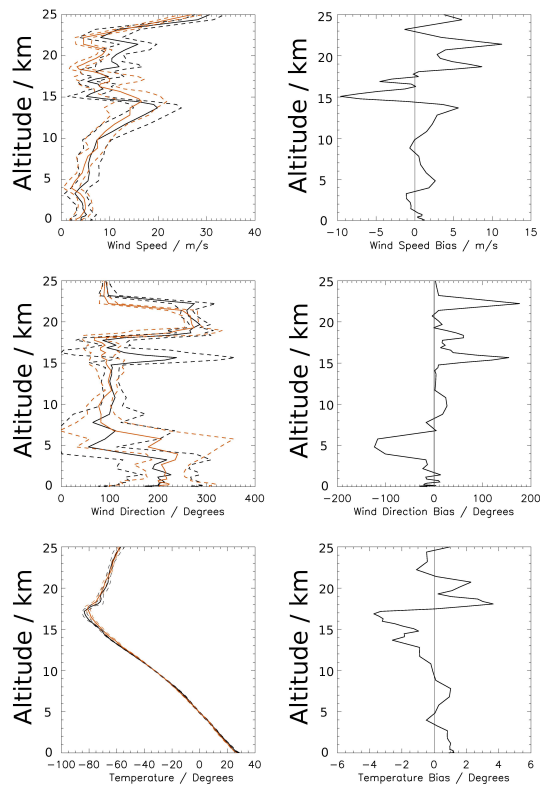 25
20
15
10
5
0
Altitude / km
0 10 20 30 40
Wind Speed / m/s
25
20
15
10
5
0
Altitude / km
−10 −5 0 5 10 15
Wind Speed Bias / m/s
25
20
15
10
5
0
Altitude / km
0 100 200 300 400
Wind Direction / Degrees
25
20
15
10
5
0
Altitude / km
−200 −100 0 100 200
Wind Direction Bias / Degrees
25
20
15
10
5
0
Altitude / km
−100 −80 −60 −40 −20 0 20 40
Temperature / Degrees
25
20
15
10
5
0
Altitude / km
−6 −4 −2 0 2 4 6
Temperature Bias / Degrees